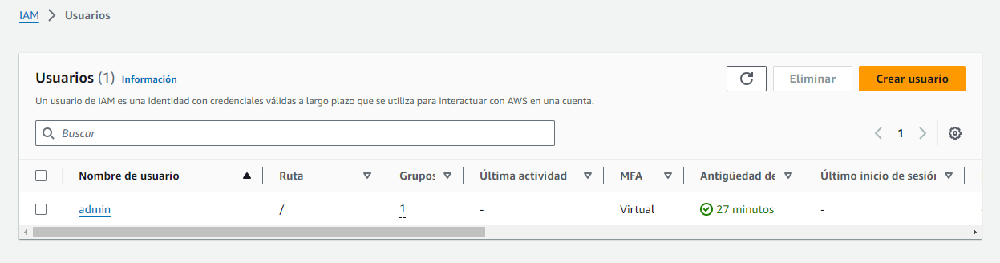 IAM > Usuarios
Usuarios (1) Información Eliminar Crear usuario
Un usuario de IAM es una identidad con credenciales válidas a largo plazo que se utiliza para interactuar con AWS en una cuenta.
Buscar 1
Nombre de usuario Ruta Grupos Última actividad MFA Antigüedad de Último inicio de sesión
admin / 1 - Virtual 27 minutos -